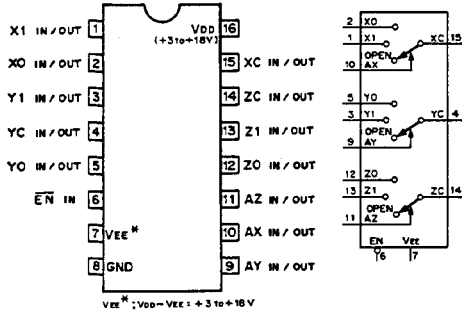 X1 IN/OUT 1
X0 IN/OUT 2
Y1 IN/OUT 3
YC IN/OUT 4
Y0 IN/OUT 5
EN IN 6
7 VEE*
8 GND
VDD 16
(+3 to +18V)
15 XC IN/OUT
14 ZC IN/OUT
13 Z1 IN/OUT
12 Z0 IN/OUT
11 AZ IN/OUT
10 AX IN/OUT
9 AY IN/OUT
VEE* ; VDD-VEE = +3 to +18V
2 X0
1 X1 XC 15
OPEN
10 AX
5 Y0
3 Y1 YC 4
OPEN
9 AY
12 Z0
13 Z1 ZC 14
OPEN
11 AZ
EN VEE
6 7